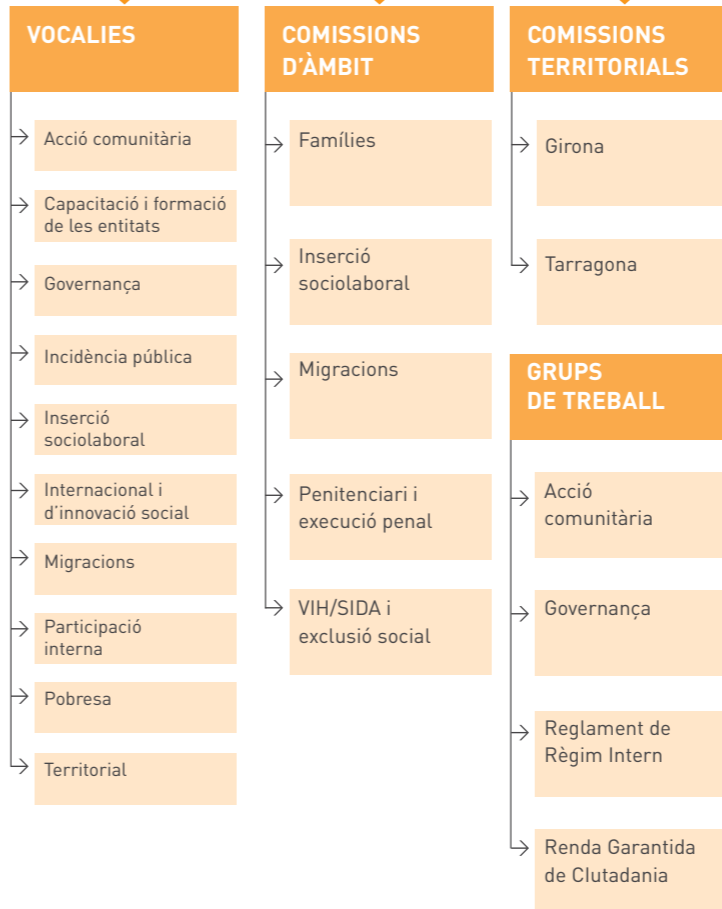 VOCALIES
Acció comunitària
Capacitació i formació
de les entitats
Governança
Incidència pública
Inserció
sociolaboral
Internacional i
d'innovació social
Migracions
Participació
interna
Pobresa
Territorial
COMISSIONS
D'ÀMBIT
Famílies
Inserció
sociolaboral
Migracions
Penitenciari i
execució penal
VIH/SIDA i
exclusió social
COMISSIONS
TERRITORIALS
Girona
Tarragona
GRUPS
DE TREBALL
Acció
comunitària
Governança
Reglament de
Règim Intern
Renda Garantida
de CIutadania